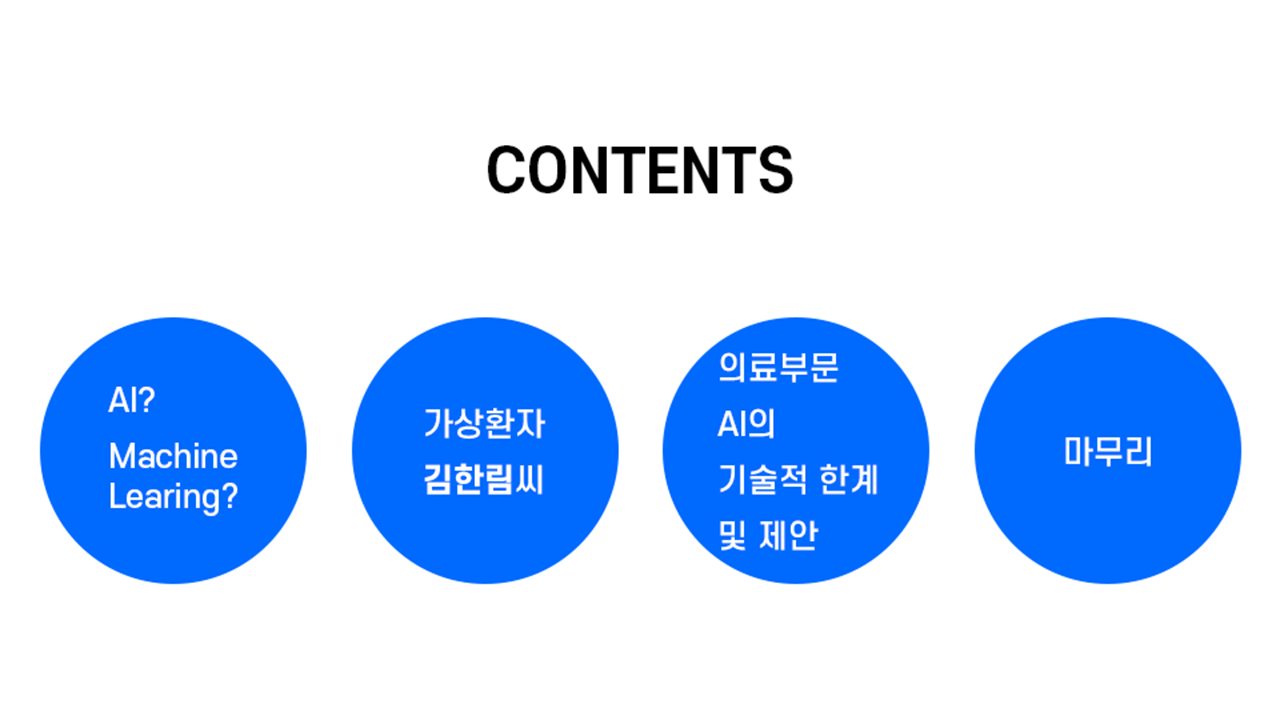 CONTENTS
AI?
Machine
Learing?
가상환자
김한림씨
의료부문
AI의
기술적 한계
및 제안
마무리